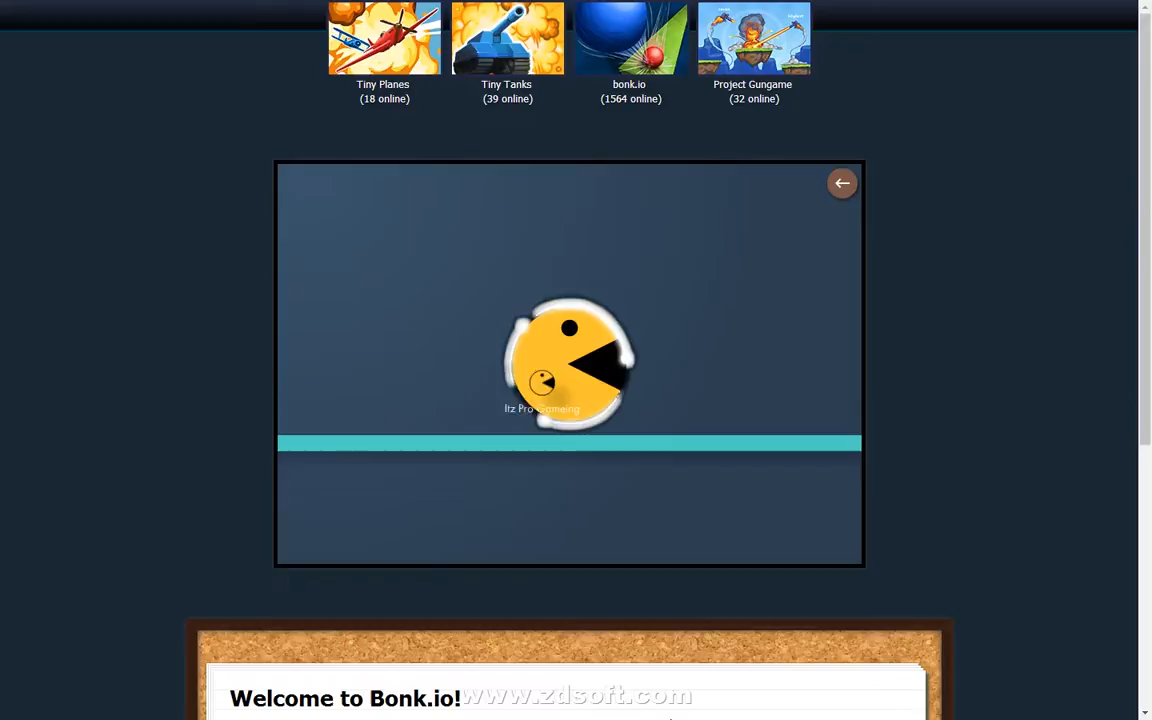 Tiny Planes
(18 online)
Tiny Tanks
(39 online)
bonk.io
(1564 online)
Project Gungame
(32 online)
Itz Pro Gameing
Welcome to Bonk.io!
www.zdsoft.com